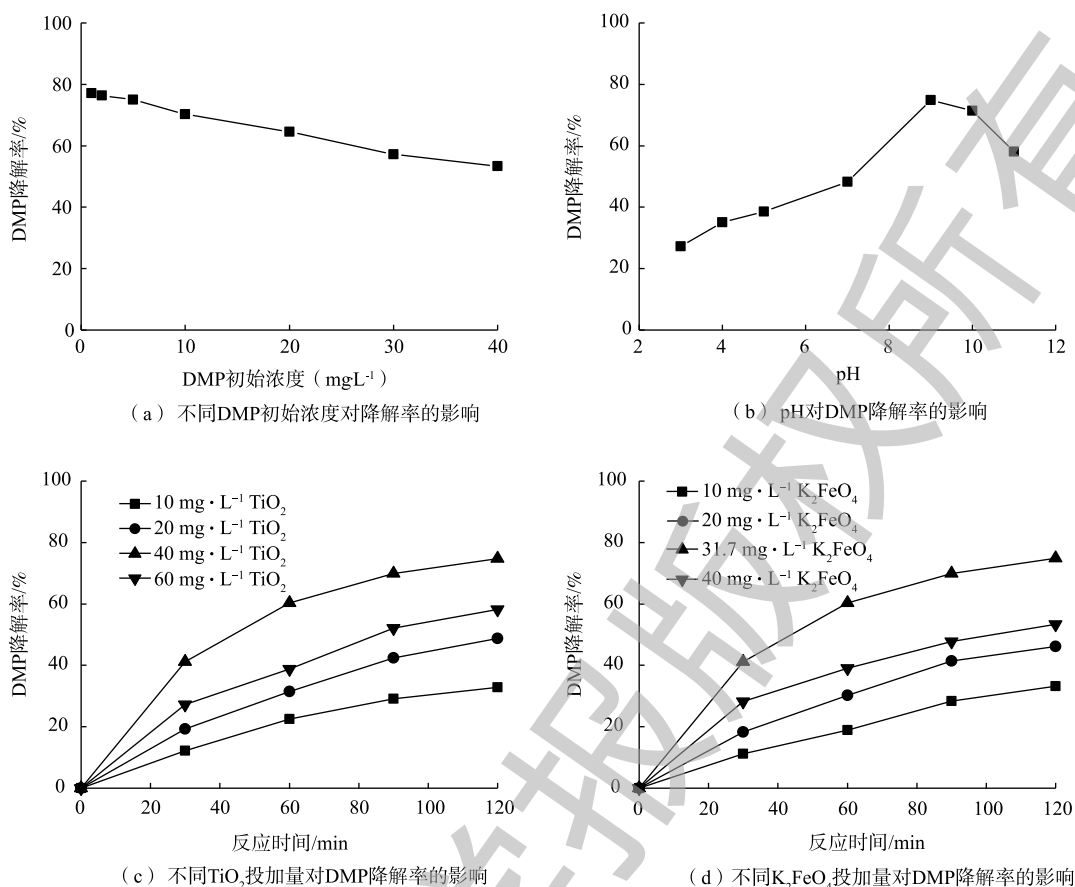 100
80
60
40
20
0
0 10 20 30 40
DMP降解率/%
DMP初始浓度（mgL⁻¹）
（a）不同DMP初始浓度对降解率的影响
100
80
60
40
20
0
2 4 6 8 10 12
DMP降解率/%
pH
（b）pH对DMP降解率的影响
100
80
60
40
20
0
0 20 40 60 80 100 120
DMP降解率/%
10 mg·L⁻¹ TiO₂
20 mg·L⁻¹ TiO₂
40 mg·L⁻¹ TiO₂
60 mg·L⁻¹ TiO₂
反应时间/min
（c）不同TiO₂投加量对DMP降解率的影响
100
80
60
40
20
0
0 20 40 60 80 100 120
DMP降解率/%
10 mg·L⁻¹ K₂FeO₄
20 mg·L⁻¹ K₂FeO₄
31.7 mg·L⁻¹ K₂FeO₄
40 mg·L⁻¹ K₂FeO₄
反应时间/min
（d）不同K₂FeO₄投加量对DMP降解率的影响
学报版权所有